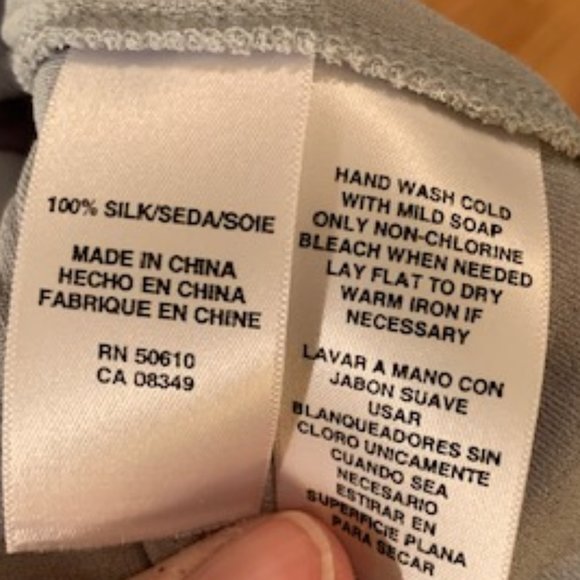 100% SILK/SEDA/SOIE
MADE IN CHINA
HECHO EN CHINA
FABRIQUE EN CHINE
RN 50610
CA 08349
HAND WASH COLD
WITH MILD SOAP
ONLY NON-CHLORINE
BLEACH WHEN NEEDED
LAY FLAT TO DRY
WARM IRON IF
NECESSARY
LAVAR A MANO CON
JABON SUAVE
USAR
BLANQUEADORES SIN
CLORO UNICAMENTE
CUANDO SEA
NECESARIO
ESTIRAR EN
SUPERFICIE PLANA
PARA SECAR